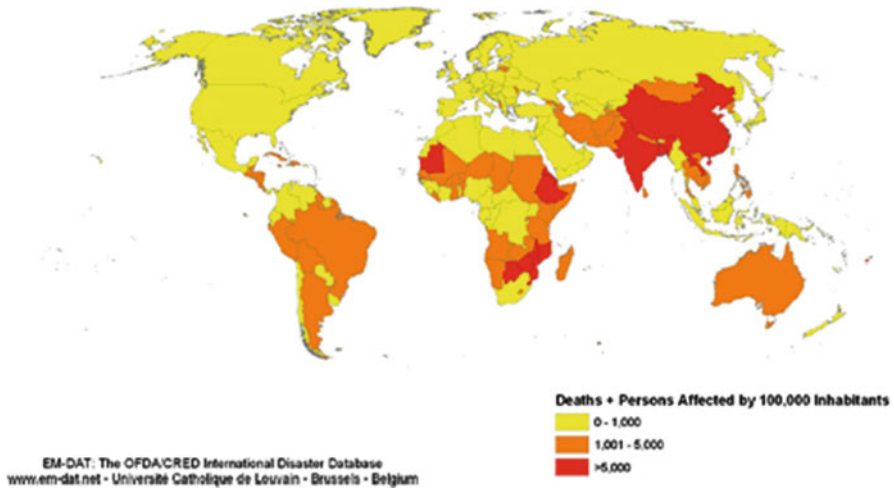 Deaths + Persons Affected by 100,000 Inhabitants
0 - 1,000
1,001 - 5,000
>5,000
EM-DAT: The OFDA/CRED International Disaster Database
www.em-dat.net - Université Catholique de Louvain - Brussels - Belgium